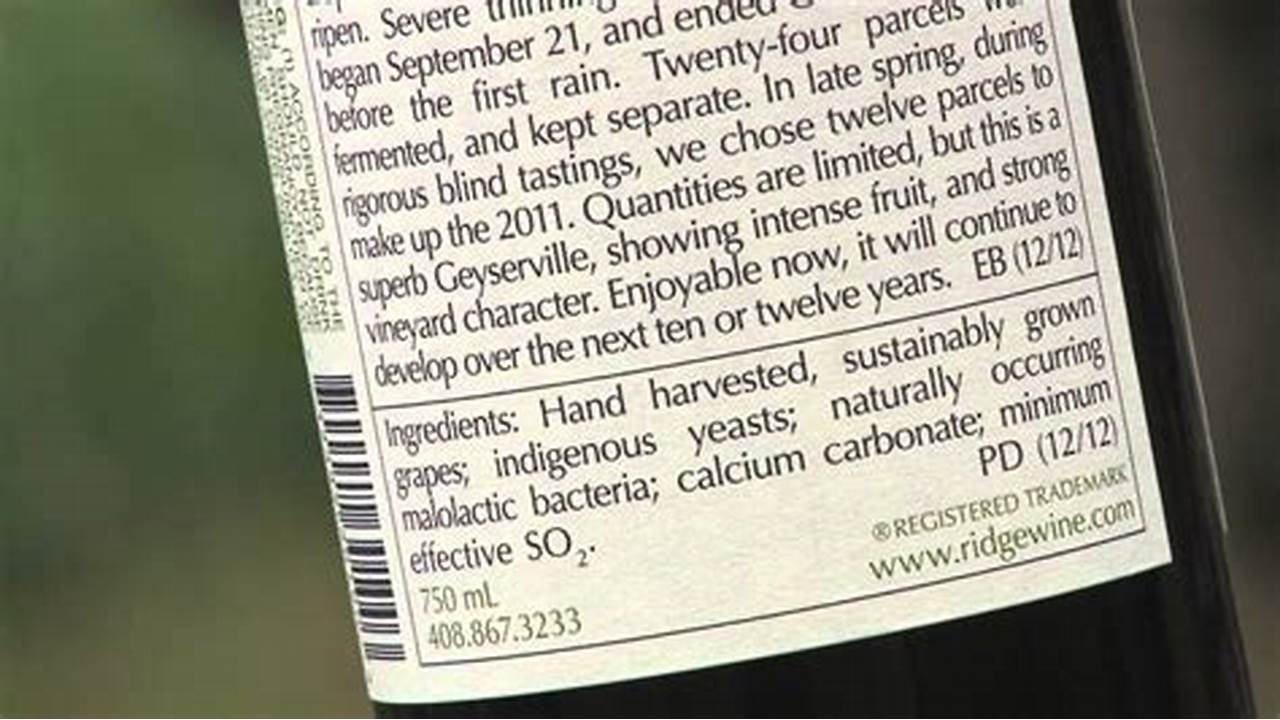 ripen. Severe thinning
began September 21, and ended
before the first rain. Twenty-four parcels
fermented, and kept separate. In late spring, during
rigorous blind tastings, we chose twelve parcels to
make up the 2011. Quantities are limited, but this is a
superb Geyserville, showing intense fruit, and strong
vineyard character. Enjoyable now, it will continue to
develop over the next ten or twelve years. EB (12/12)
Ingredients: Hand harvested, sustainably grown
grapes; indigenous yeasts; naturally occurring
malolactic bacteria; calcium carbonate; minimum
effective SO₂. PD (12/12)
®REGISTERED TRADEMARK
www.ridgewine.com
750 mL
408.867.3233
ACCORDING TO THE